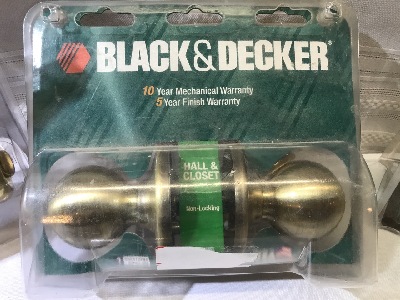 BLACK&DECKER
10 Year Mechanical Warranty
5 Year Finish Warranty
HALL &
CLOSET
Non-Locking